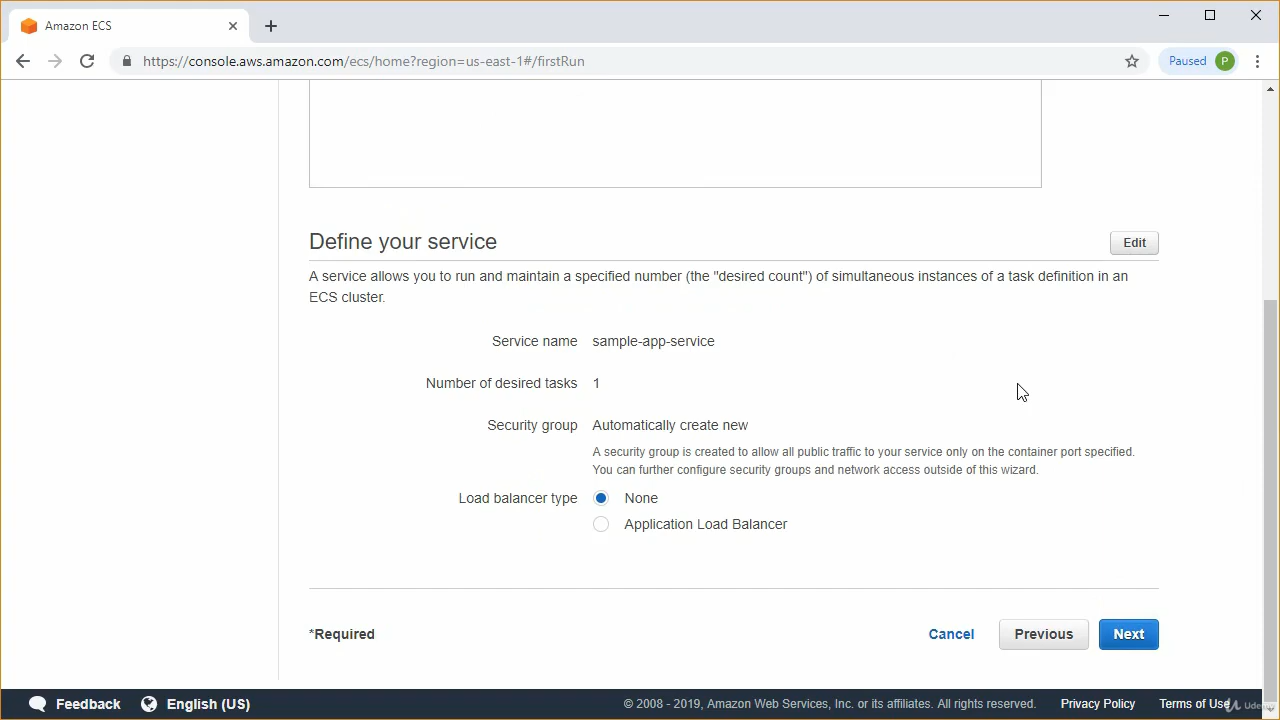 Amazon ECS
https://console.aws.amazon.com/ecs/home?region=us-east-1#/firstRun
Paused
P
Define your service
Edit
A service allows you to run and maintain a specified number (the "desired count") of simultaneous instances of a task definition in an
ECS cluster.
Service name sample-app-service
Number of desired tasks 1
Security group Automatically create new
A security group is created to allow all public traffic to your service only on the container port specified.
You can further configure security groups and network access outside of this wizard.
Load balancer type None
Application Load Balancer
*Required
Cancel Previous Next
Feedback English (US) © 2008 - 2019, Amazon Web Services, Inc. or its affiliates. All rights reserved. Privacy Policy Terms of Use